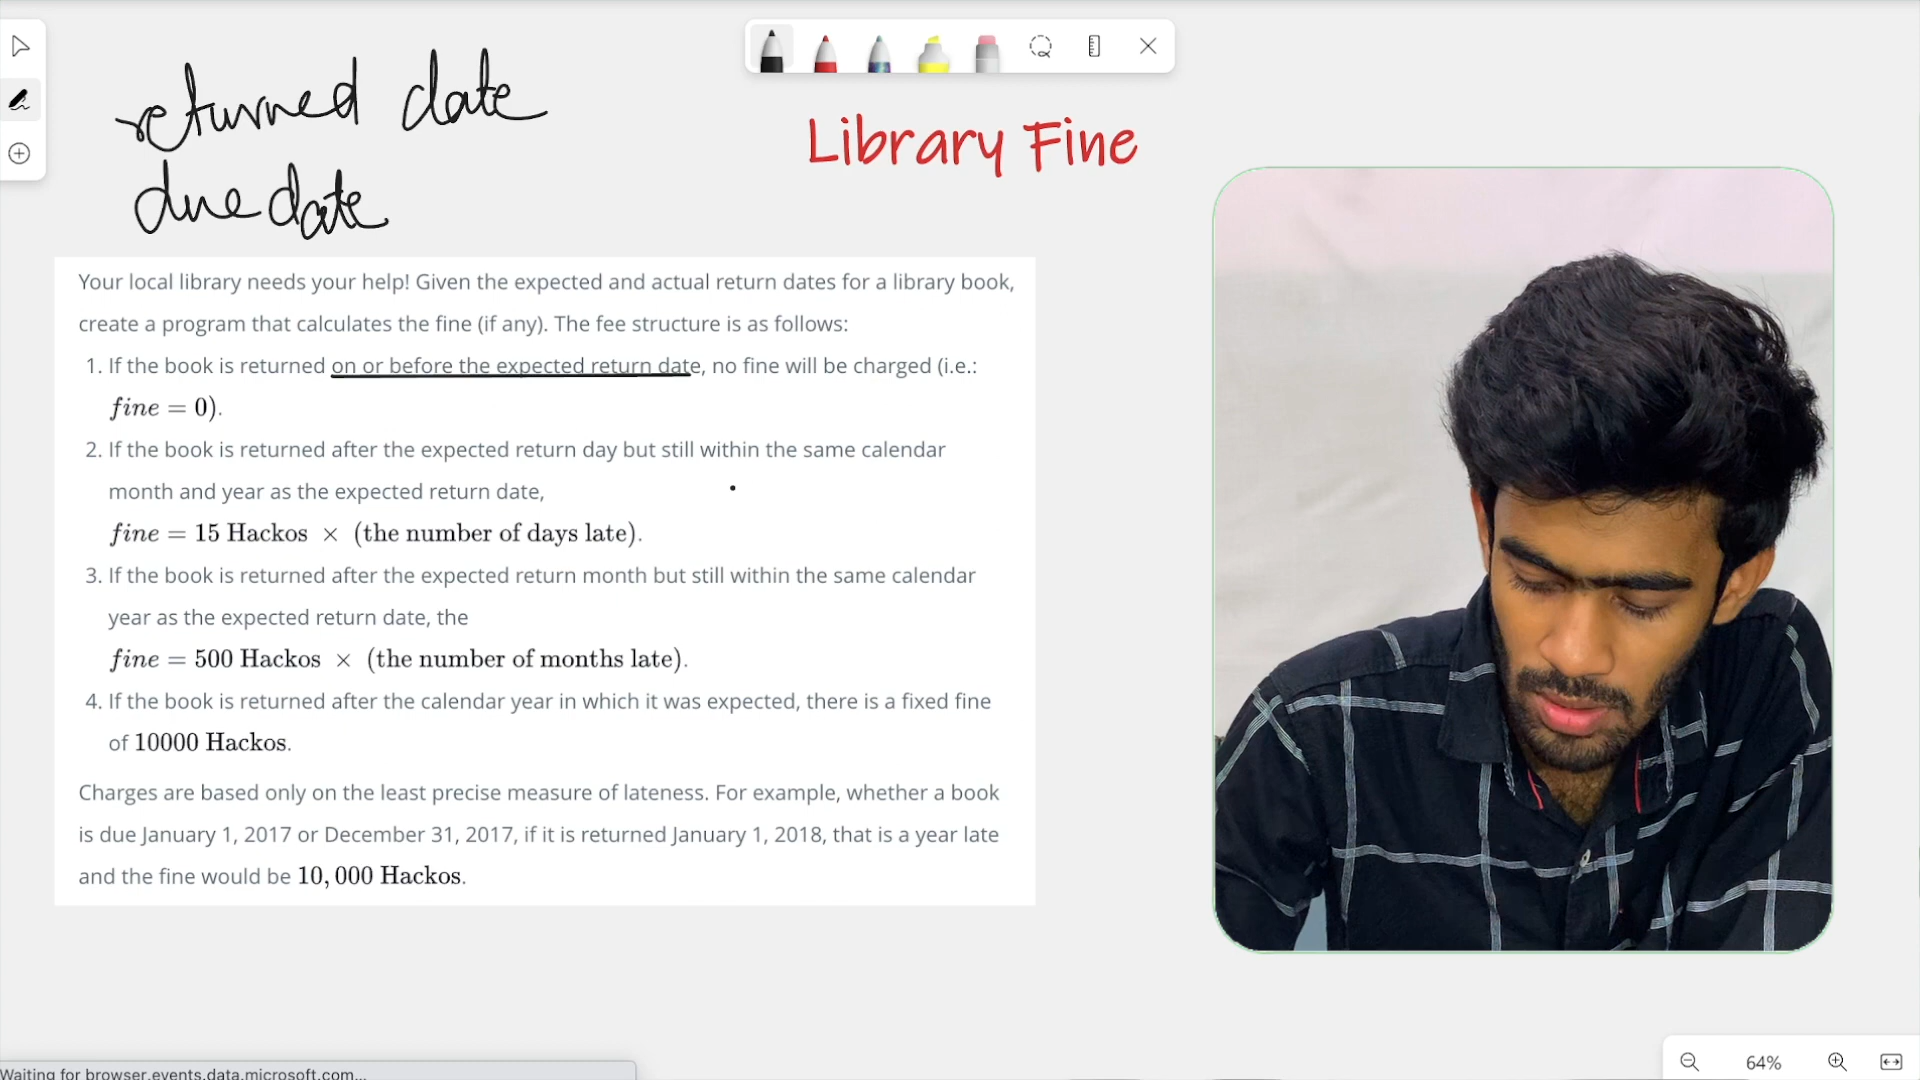 returned date
due date
Library Fine
Your local library needs your help! Given the expected and actual return dates for a library book,
create a program that calculates the fine (if any). The fee structure is as follows:
1. If the book is returned on or before the expected return date, no fine will be charged (i.e.:
fine = 0).
2. If the book is returned after the expected return day but still within the same calendar
month and year as the expected return date,
fine = 15 Hackos × (the number of days late).
3. If the book is returned after the expected return month but still within the same calendar
year as the expected return date, the
fine = 500 Hackos × (the number of months late).
4. If the book is returned after the calendar year in which it was expected, there is a fixed fine
of 10000 Hackos.
Charges are based only on the least precise measure of lateness. For example, whether a book
is due January 1, 2017 or December 31, 2017, if it is returned January 1, 2018, that is a year late
and the fine would be 10,000 Hackos.
Waiting for browser.events.data.microsoft.com...
64%